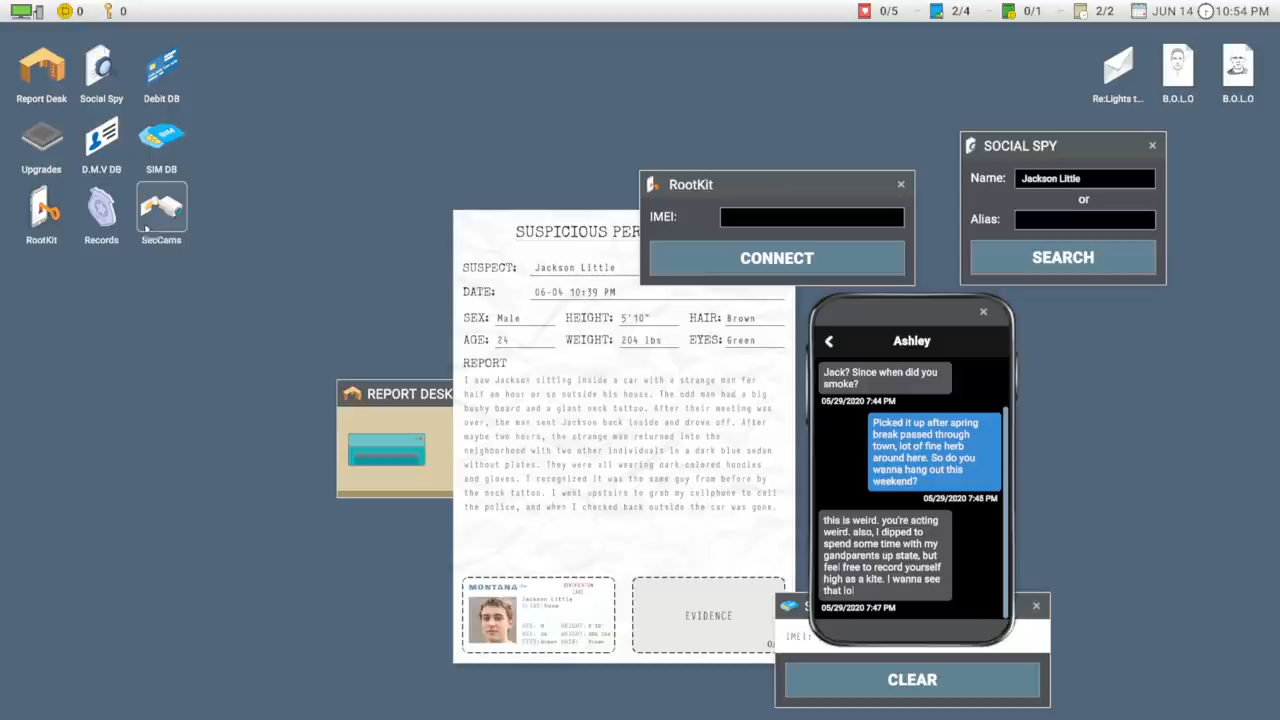 0 0 0/5 2/4 0/1 2/2 JUN 14 10:54 PM
Report Desk Social Spy Debit DB Re:Lights t... B.O.L.O B.O.L.O
Upgrades D.M.V DB SIM DB
RootKit Records SecCams
SOCIAL SPY
Name: Jackson Little
or
Alias:
SEARCH
RootKit
IMEI:
CONNECT
SUSPICIOUS PER
SUSPECT: Jackson Little
DATE: 06-04 10:39 PM
SEX: Male HEIGHT: 5'10" HAIR: Brown
AGE: 24 WEIGHT: 204 lbs EYES: Green
REPORT
I saw Jackson sitting inside a car with a strange man for
half an hour or so outside his house. The odd man had a big
bushy beard and a giant neck tattoo. After their meeting was
over, the man sent Jackson back inside and drove off. After
maybe two hours, the strange man returned into the
neighborhood with two other individuals in a dark blue sedan
without plates. They were all wearing dark colored hoodies
and gloves. I recognized it was the same guy from before by
the neck tattoo. I went upstairs to grab my cellphone to call
the police, and when I checked back outside the car was gone.
MONTANA
Jackson Little
EVIDENCE
REPORT DESK
Ashley
Jack? Since when did you
smoke?
05/29/2020 7:44 PM
Picked it up after spring
break passed through
town, lot of fine herb
around here. So do you
wanna hang out this
weekend?
05/29/2020 7:45 PM
this is weird. you're acting
weird. also, I dipped to
spend some time with my
gandparents up state, but
feel free to record yourself
high as a kite. I wanna see
that lol
05/29/2020 7:47 PM
IMEI:
CLEAR